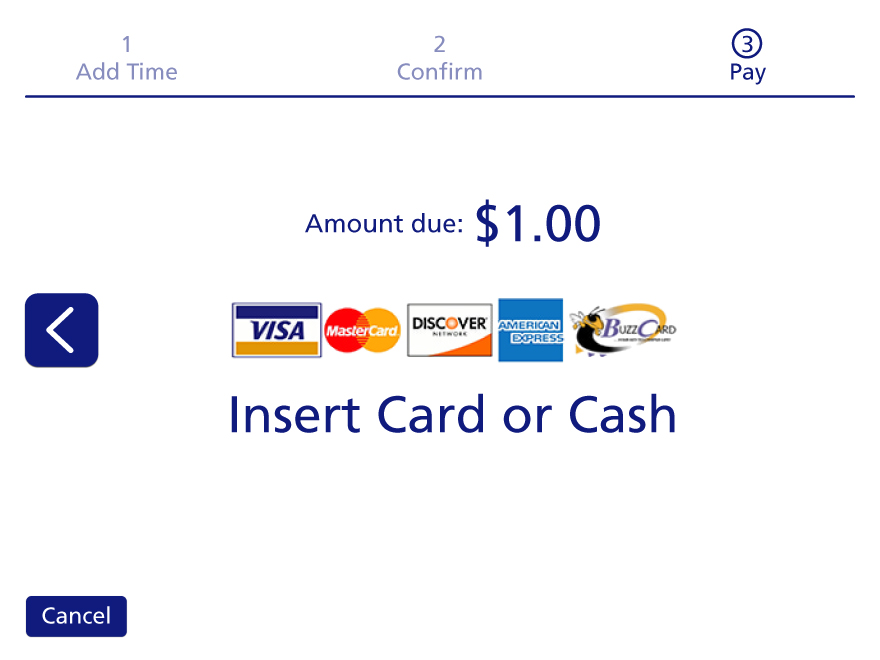 1
Add Time
2
Confirm
3
Pay
Amount due: $1.00
VISA
MasterCard
DISCOVER
NETWORK
AMERICAN
EXPRESS
BUZZCARD
Insert Card or Cash
Cancel